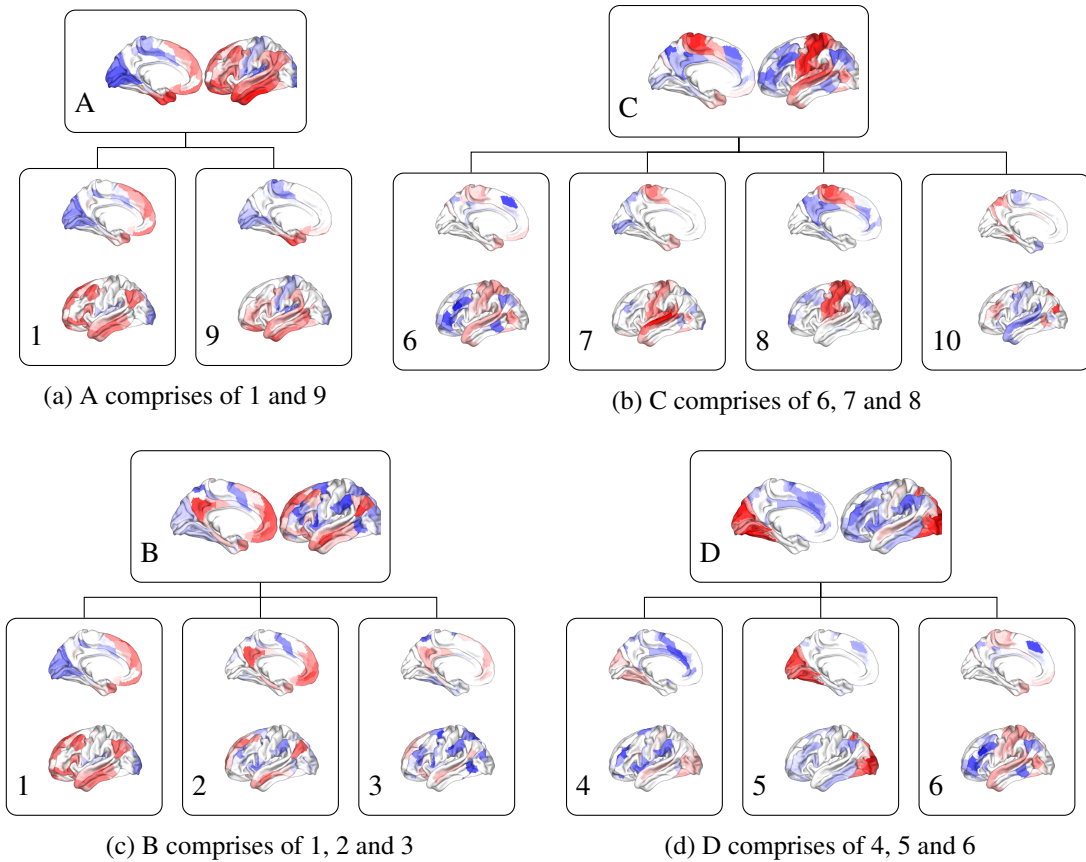 A
C
1
9
6
7
8
10
(a) A comprises of 1 and 9
(b) C comprises of 6, 7 and 8
B
D
1
2
3
4
5
6
(c) B comprises of 1, 2 and 3
(d) D comprises of 4, 5 and 6